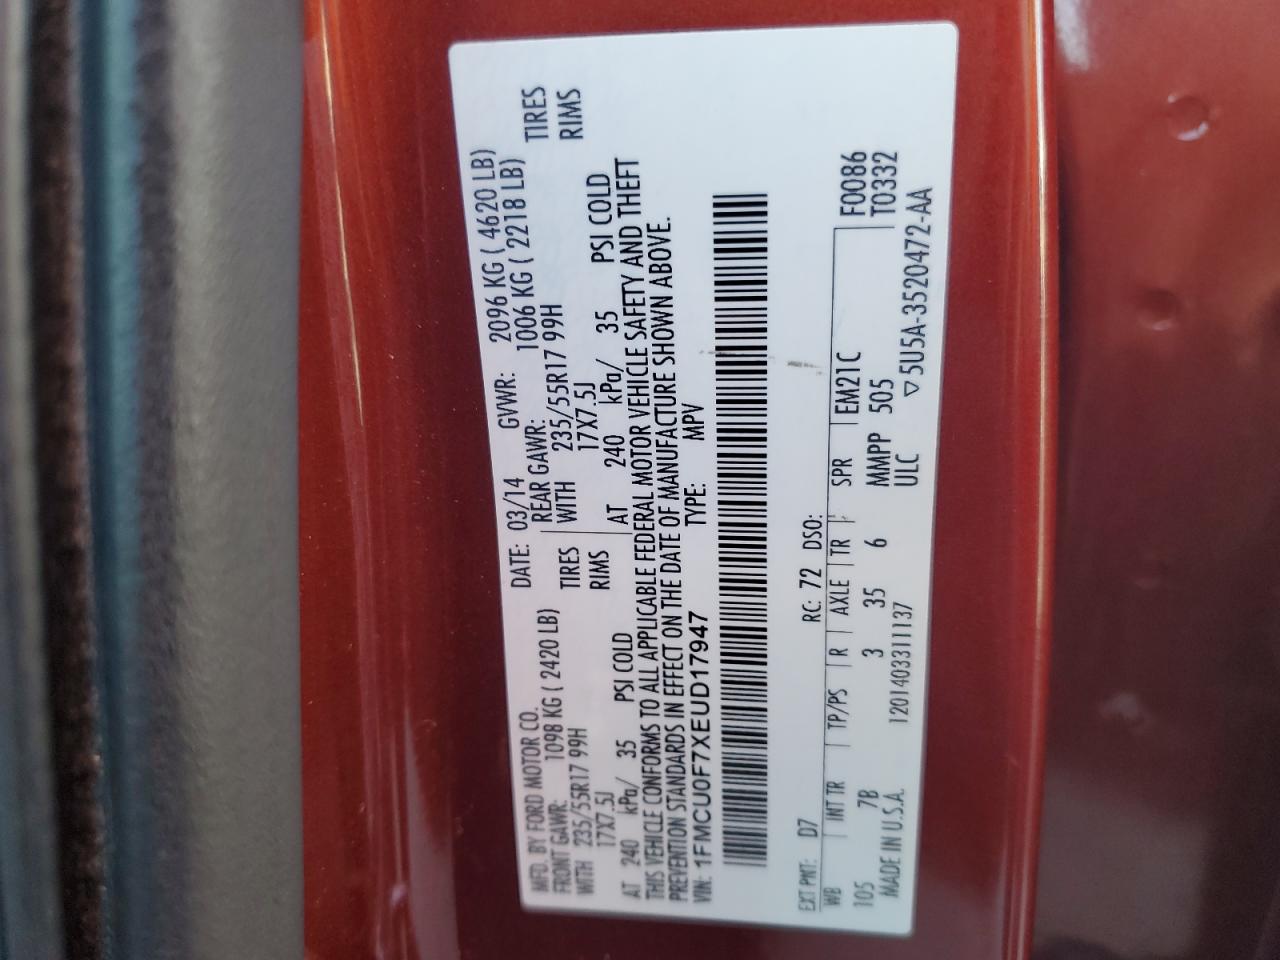 MFD. BY FORD MOTOR CO.
DATE: 03/14 GVWR: 2096 KG ( 4620 LB)
FRONT GAWR: 1098 KG ( 2420 LB) REAR GAWR: 1006 KG ( 2218 LB)
WITH 235/55R17 99H TIRES WITH 235/55R17 99H TIRES
17X7.5J RIMS 17X7.5J RIMS
AT 240 kPa/ 35 PSI COLD AT 240 kPa/ 35 PSI COLD
THIS VEHICLE CONFORMS TO ALL APPLICABLE FEDERAL MOTOR VEHICLE SAFETY AND THEFT
PREVENTION STANDARDS IN EFFECT ON THE DATE OF MANUFACTURE SHOWN ABOVE.
VIN: 1FMCU0F7XEUD17947 TYPE: MPV
EXT PNT: D7 RC: 72 DSO:
WB INT TR TP/PS R AXLE TR SPR EM21C F0086
105 7B 3 35 6 MMPP 505 T0332
MADE IN U.S.A. 120140331137 ULC ▽5U5A-3520472-AA